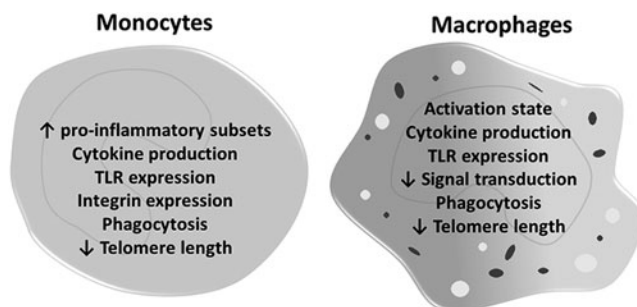 Monocytes
↑ pro-inflammatory subsets
Cytokine production
TLR expression
Integrin expression
Phagocytosis
↓ Telomere length
Macrophages
Activation state
Cytokine production
TLR expression
↓ Signal transduction
Phagocytosis
↓ Telomere length